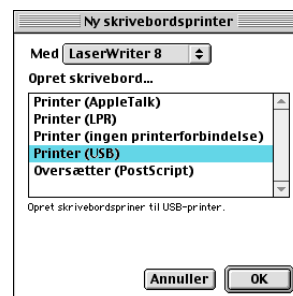 Ny skrivebordsprinter
Med LaserWriter 8
Opret skrivebord...
Printer (AppleTalk)
Printer (LPR)
Printer (ingen printerforbindelse)
Printer (USB)
Oversætter (PostScript)
Opret skrivebordspriner til USB-printer.
Annuller OK